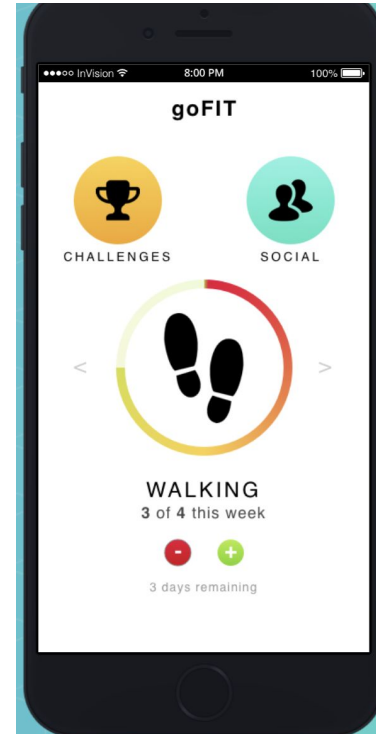 ●●●○○ InVision 8:00 PM 100%
goFIT
CHALLENGES SOCIAL
< >
WALKING
3 of 4 this week
- +
3 days remaining